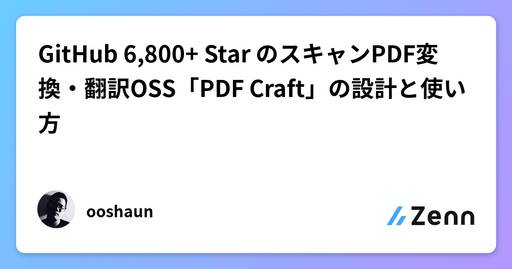 GitHub 6,800+ Star のスキャンPDF変
換・翻訳OSS「PDF Craft」の設計と使い
方
ooshaun
Zenn